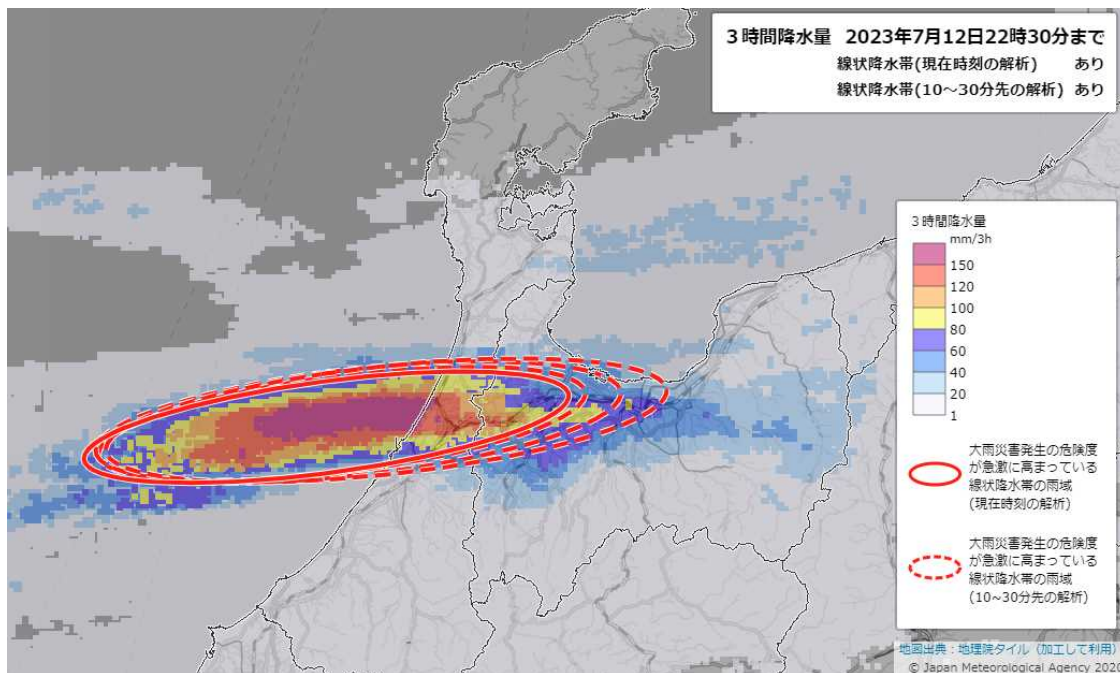 3時間降水量 2023年7月12日22時30分まで
線状降水帯(現在時刻の解析) あり
線状降水帯(10～30分先の解析) あり
3時間降水量
mm/3h
150
120
100
80
60
40
20
1
大雨災害発生の危険度
が急激に高まっている
線状降水帯の雨域
(現在時刻の解析)
大雨災害発生の危険度
が急激に高まっている
線状降水帯の雨域
(10~30分先の解析)
地図出典：地理院タイル（加工して利用）
© Japan Meteorological Agency 2020